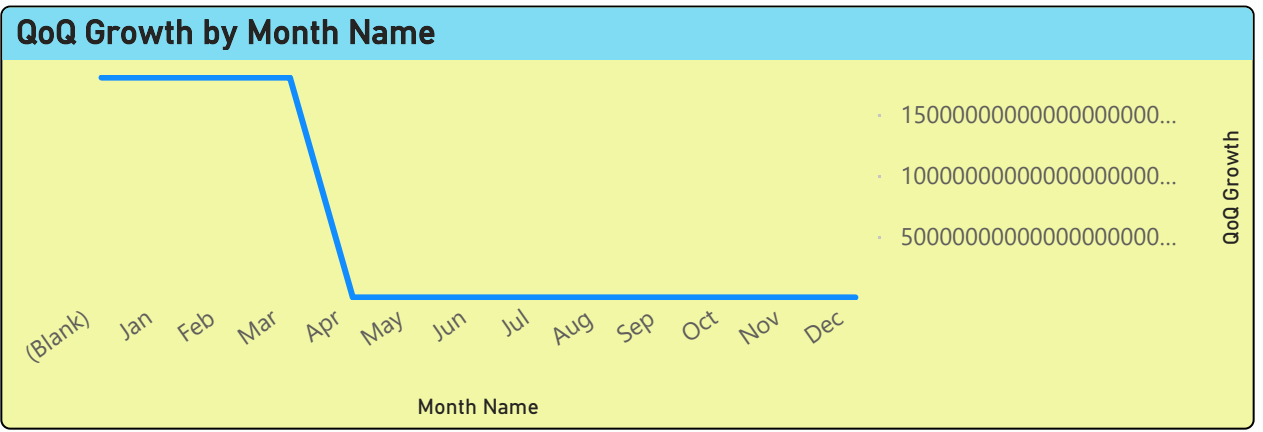 QoQ Growth by Month Name
15000000000000000000...
10000000000000000000...
50000000000000000000...
QoQ Growth
(Blank) Jan Feb Mar Apr May Jun Jul Aug Sep Oct Nov Dec
Month Name